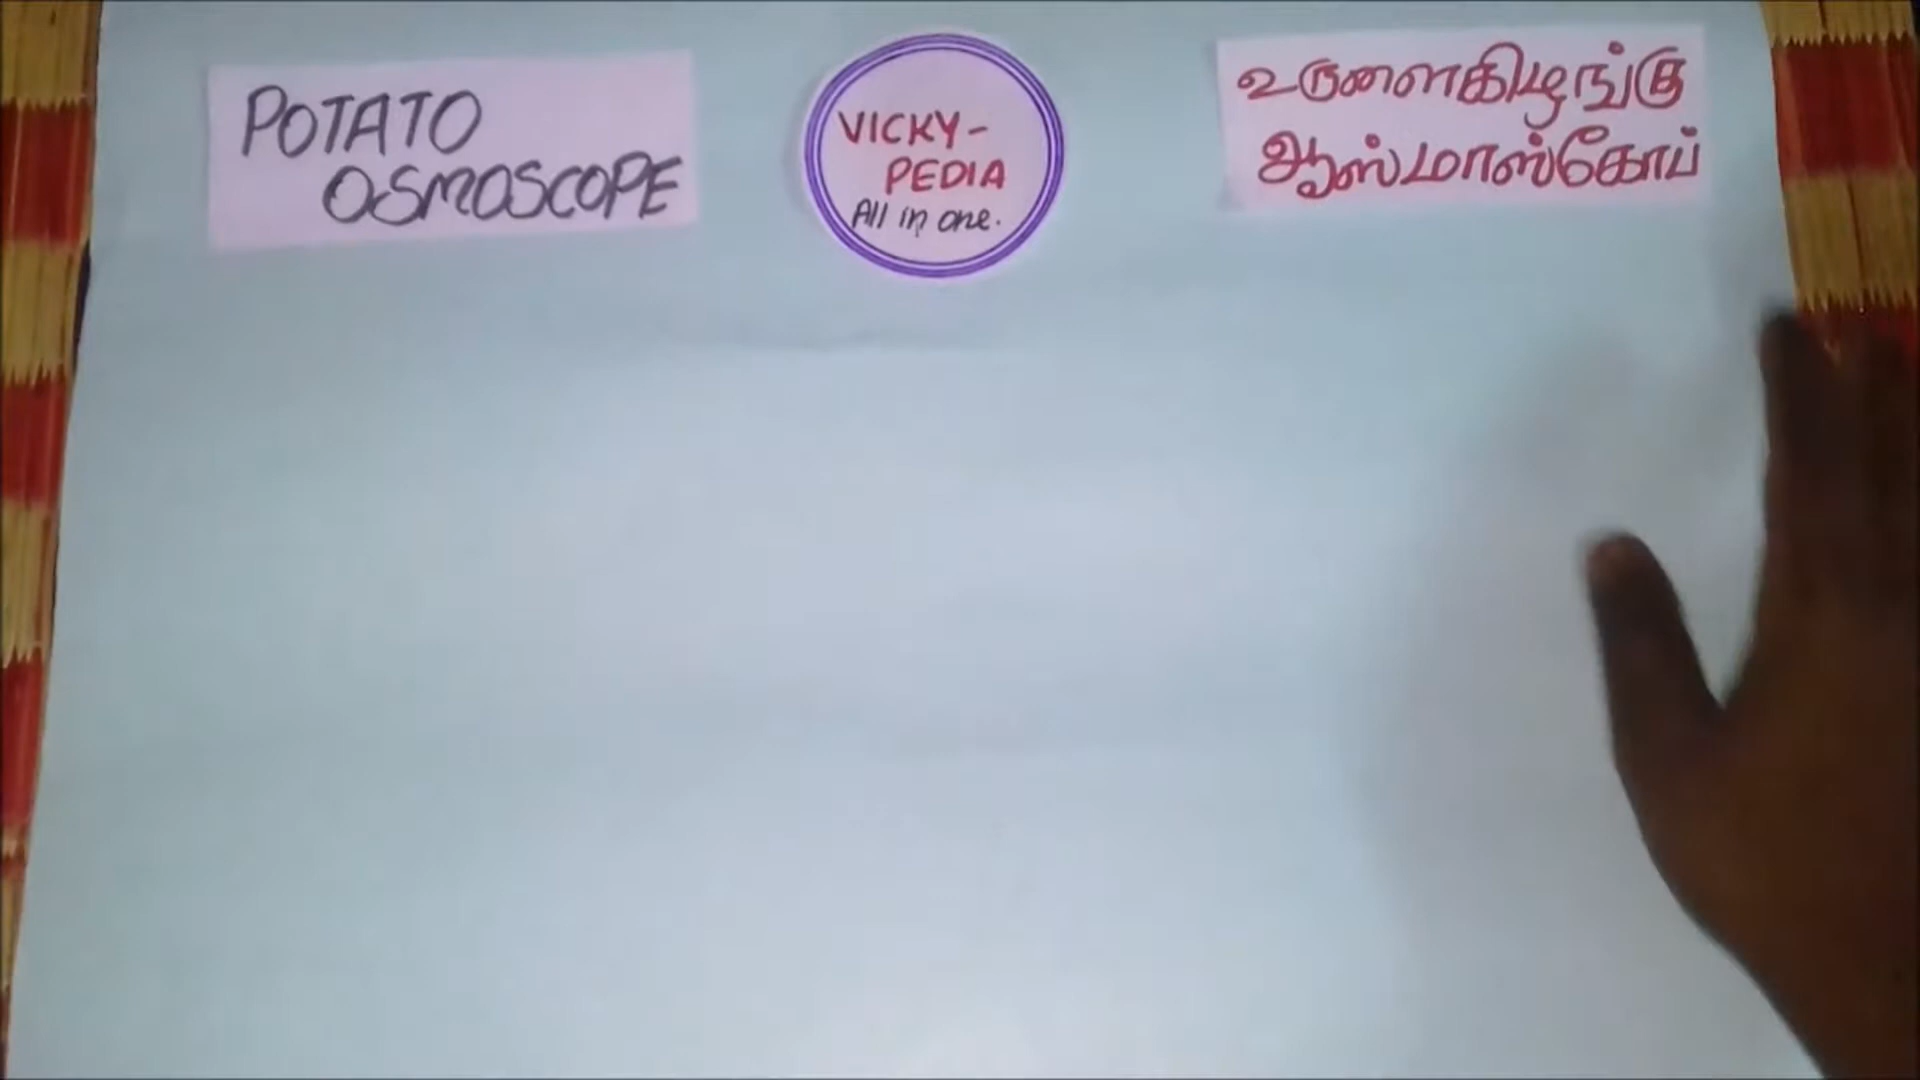 POTATO
OSMOSCOPE
VICKY-
PEDIA
All in one.
உருளைகிழங்கு
ஆஸ்மாஸ்கோப்